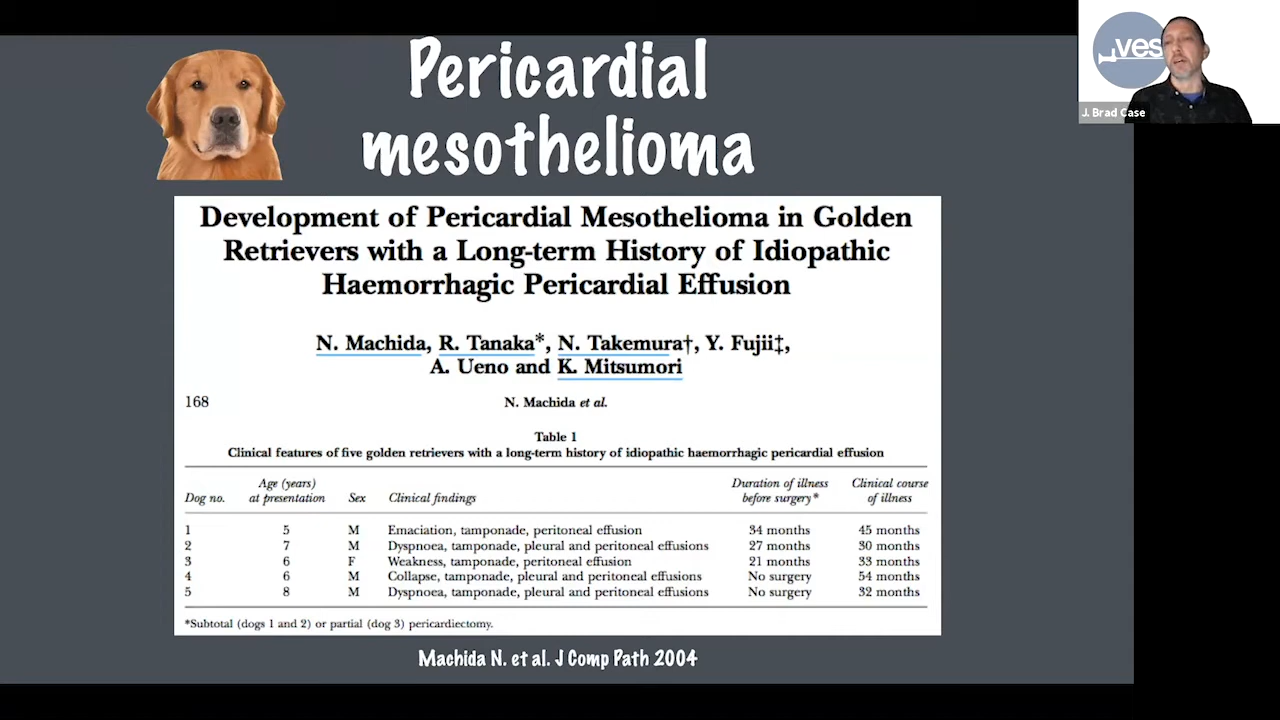 Pericardial
mesothelioma
ves
J. Brad Case
Development of Pericardial Mesothelioma in Golden
Retrievers with a Long-term History of Idiopathic
Haemorrhagic Pericardial Effusion
N. Machida, R. Tanaka*, N. Takemura†, Y. Fujii‡,
A. Ueno and K. Mitsumori
168 N. Machida et al.
Table 1
Clinical features of five golden retrievers with a long-term history of idiopathic haemorrhagic pericardial effusion
Age (years) Duration of illness Clinical course
Dog no. at presentation Sex Clinical findings before surgery* of illness
1 5 M Emaciation, tamponade, peritoneal effusion 34 months 45 months
2 7 M Dyspnoea, tamponade, pleural and peritoneal effusions 27 months 30 months
3 6 F Weakness, tamponade, peritoneal effusion 21 months 33 months
4 6 M Collapse, tamponade, pleural and peritoneal effusions No surgery 54 months
5 8 M Dyspnoea, tamponade, pleural and peritoneal effusions No surgery 32 months
*Subtotal (dogs 1 and 2) or partial (dog 3) pericardiectomy.
Machida N. et al. J Comp Path 2004